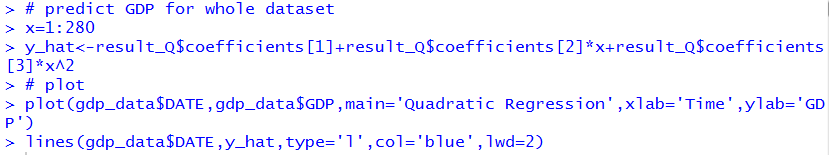 > # predict GDP for whole dataset
> x=1:280
> y_hat<-result_Q$coefficients[1]+result_Q$coefficients[2]*x+result_Q$coefficients
[3]*x^2
> # plot
> plot(gdp_data$DATE,gdp_data$GDP,main='Quadratic Regression',xlab='Time',ylab='GD
P')
> lines(gdp_data$DATE,y_hat,type='l',col='blue',lwd=2)